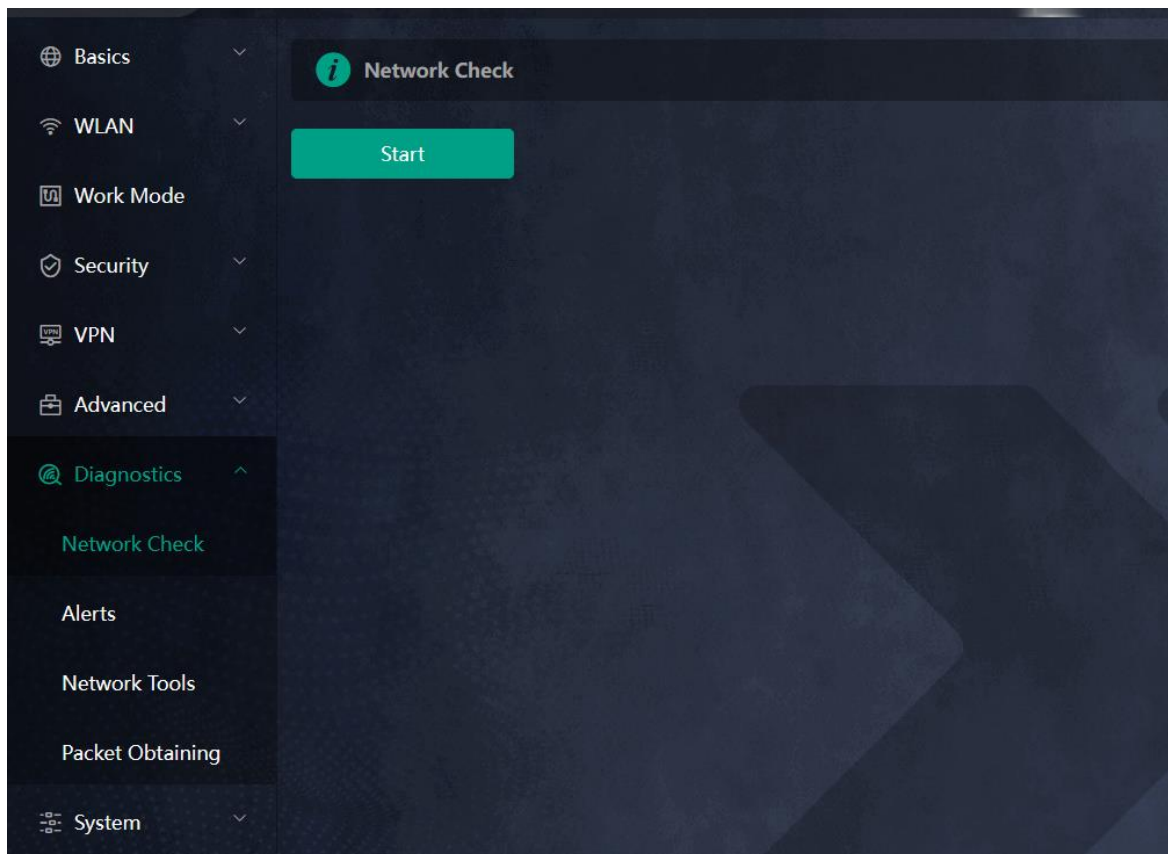 Basics
WLAN
Work Mode
Security
VPN
VPN
Advanced
Diagnostics
Network Check
Alerts
Network Tools
Packet Obtaining
System
i
Network Check
Start